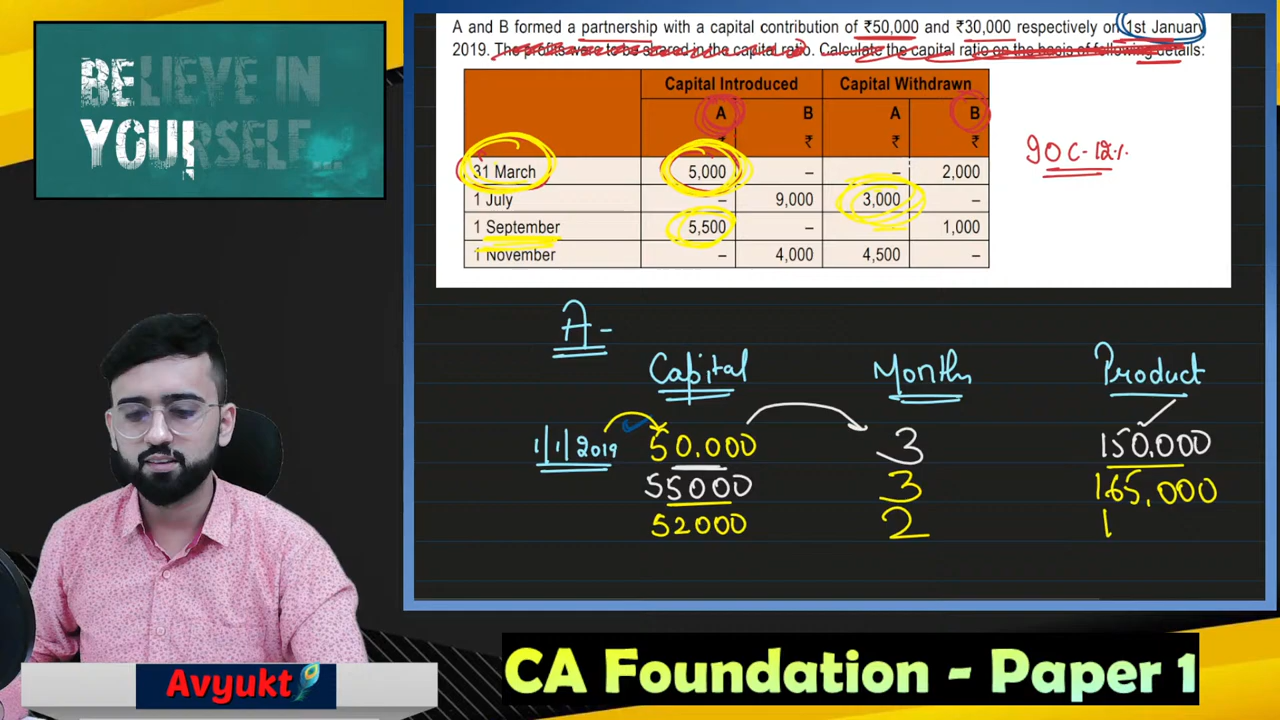 BELIEVE IN
YOURSELF
A and B formed a partnership with a capital contribution of ₹50,000 and ₹30,000 respectively on 1st January
2019. The profits were to be shared in the capital ratio. Calculate the capital ratio on the basis of following details:
Capital Introduced Capital Withdrawn
A B A B
₹ ₹ ₹ ₹
31 March 5,000 – – 2,000
1 July – 9,000 3,000 –
1 September 5,500 – – 1,000
1 November – 4,000 4,500 –
A -
Capital Months Product
1/1/2019 50.000 3 150.000
55000 3 165.000
52000 2 1
Avyukt
CA Foundation - Paper 1